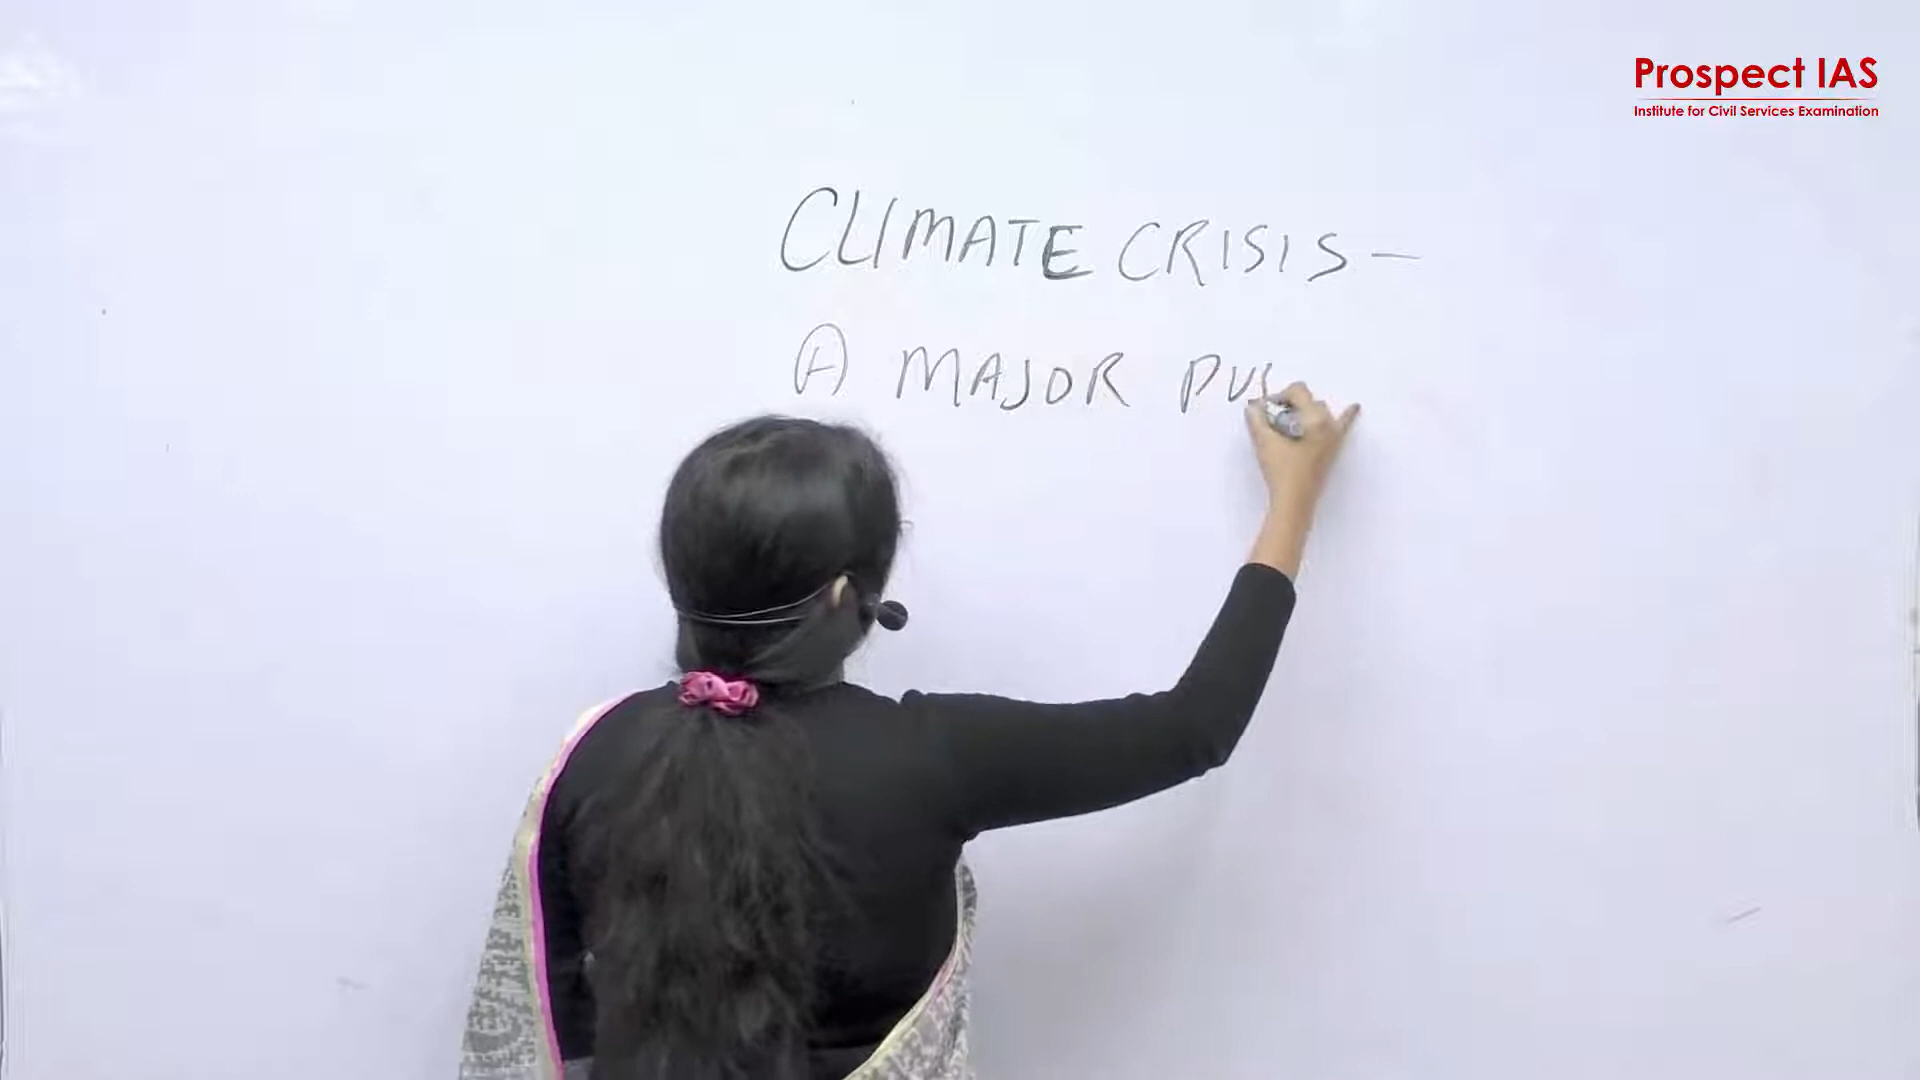 Prospect IAS
Institute for Civil Services Examination
CLIMATE CRISIS —
A MAJOR